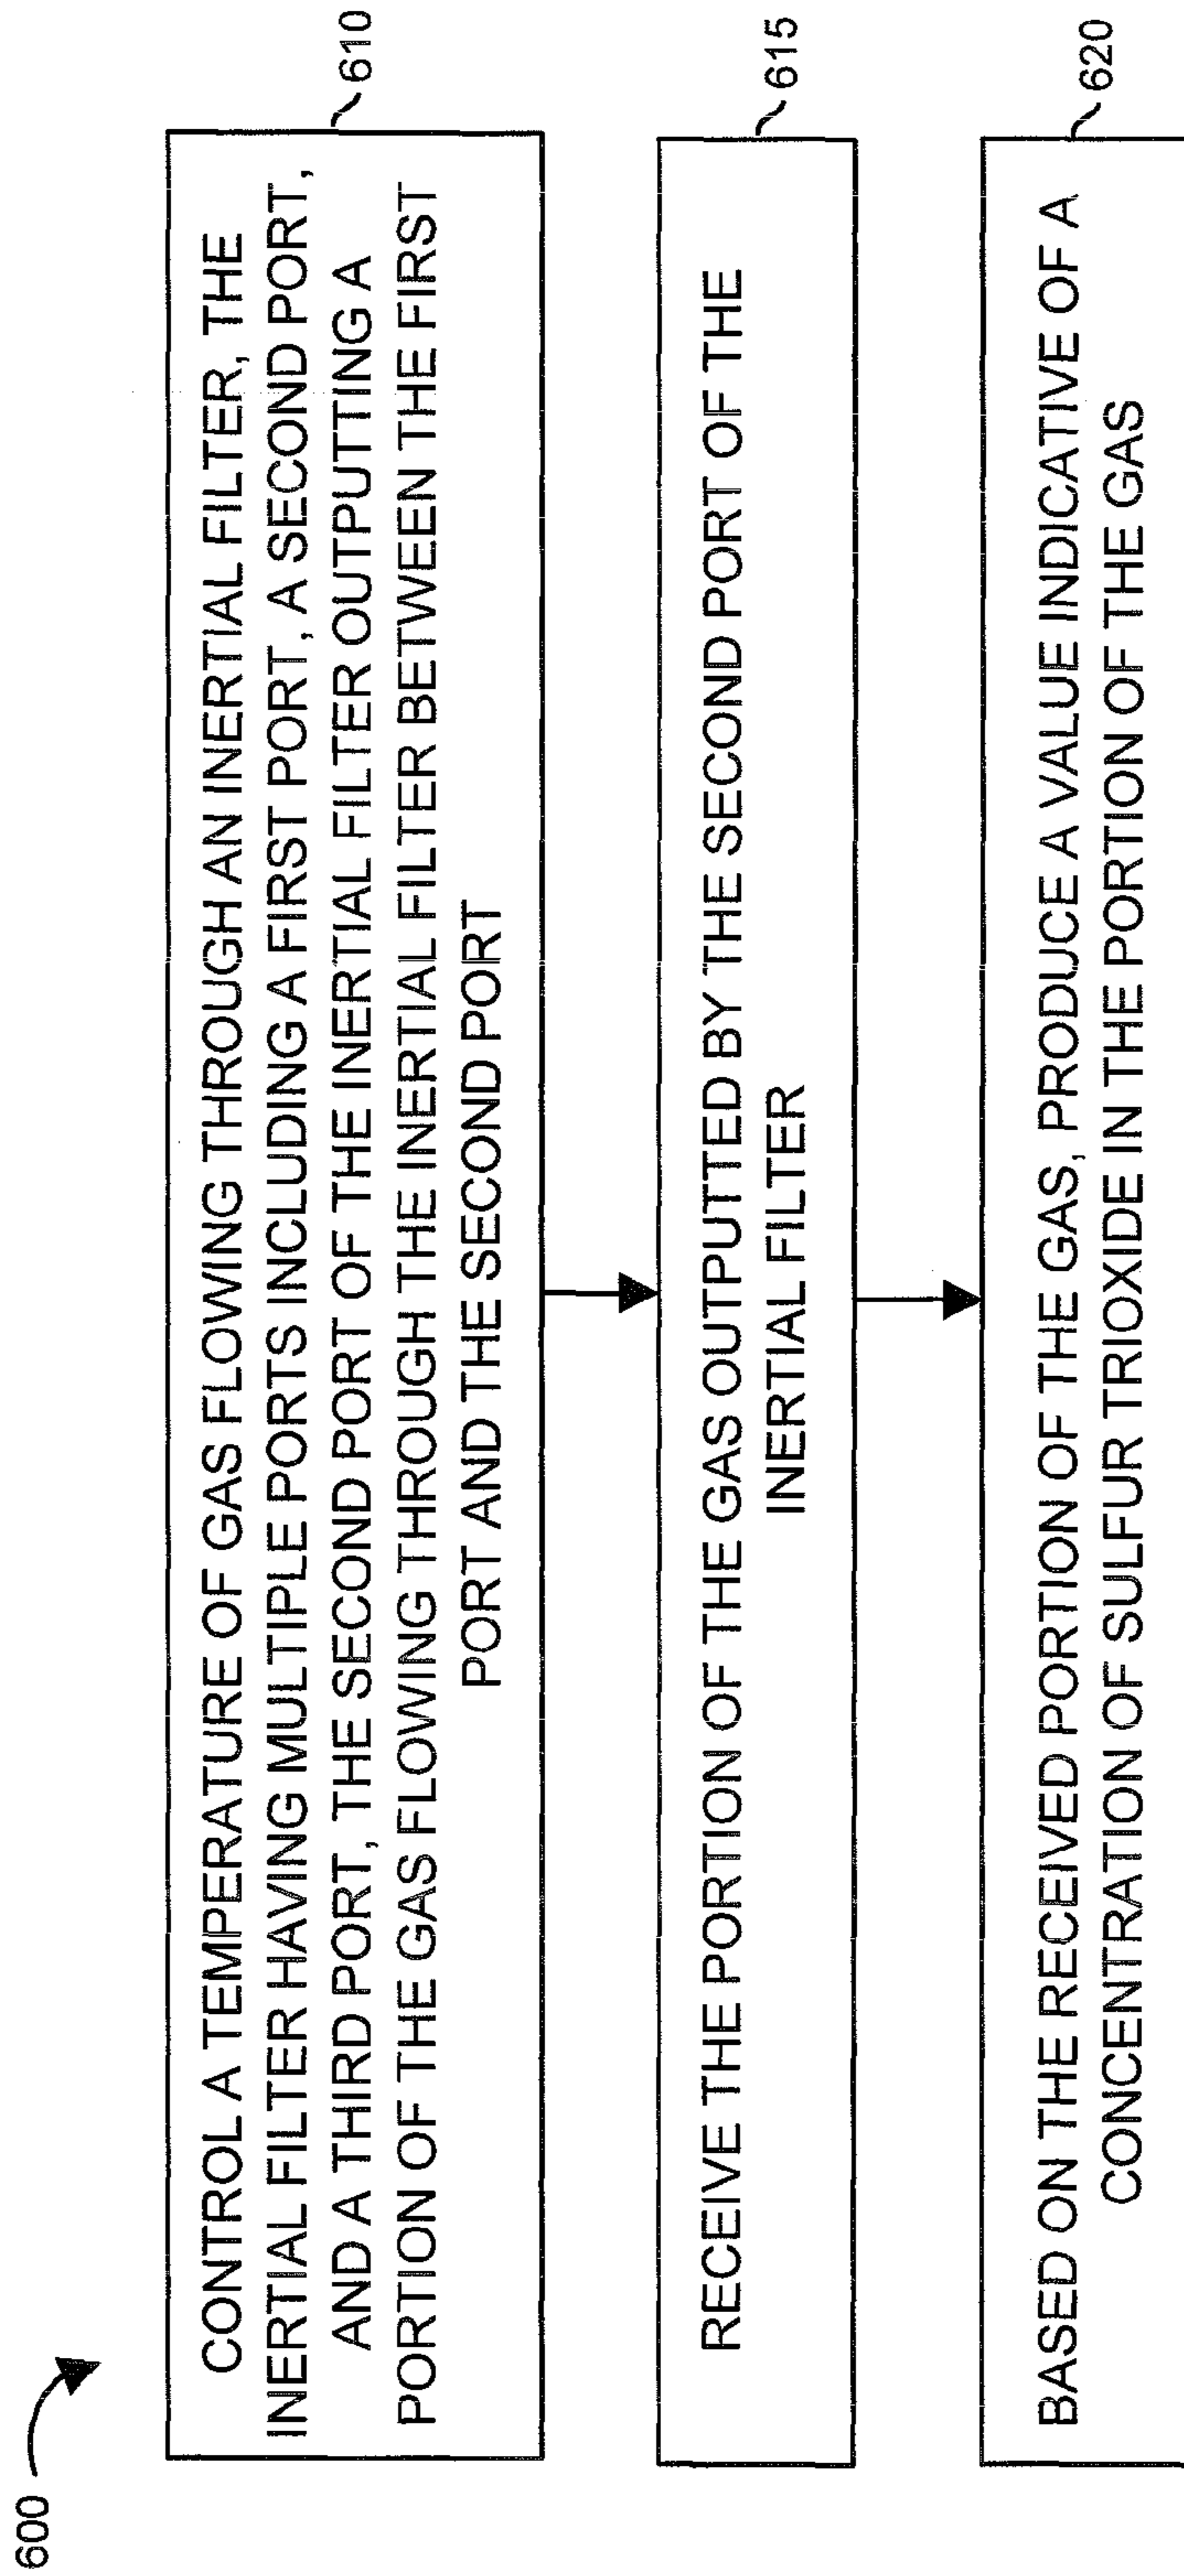 600
CONTROL A TEMPERATURE OF GAS FLOWING THROUGH AN INERTIAL FILTER, THE
INERTIAL FILTER HAVING MULTIPLE PORTS INCLUDING A FIRST PORT, A SECOND PORT,
AND A THIRD PORT, THE SECOND PORT OF THE INERTIAL FILTER OUTPUTTING A
PORTION OF THE GAS FLOWING THROUGH THE INERTIAL FILTER BETWEEN THE FIRST
PORT AND THE SECOND PORT
610
RECEIVE THE PORTION OF THE GAS OUTPUTTED BY THE SECOND PORT OF THE
INERTIAL FILTER
615
BASED ON THE RECEIVED PORTION OF THE GAS, PRODUCE A VALUE INDICATIVE OF A
CONCENTRATION OF SULFUR TRIOXIDE IN THE PORTION OF THE GAS
620